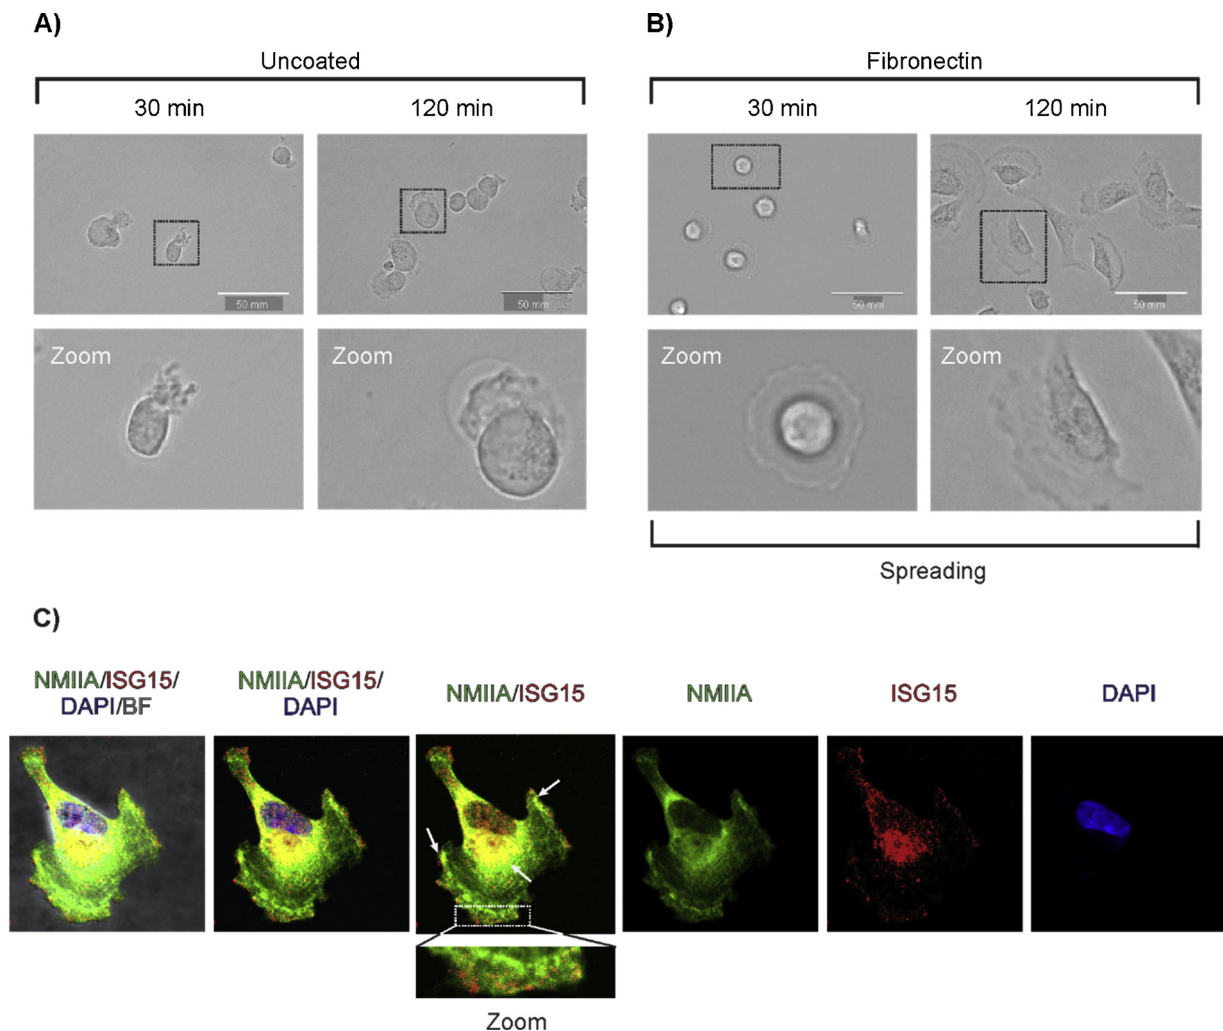 A)
Uncoated
30 min
120 min
50 mm
50 mm
Zoom
Zoom
B)
Fibronectin
30 min
120 min
50 mm
50 mm
Zoom
Zoom
Spreading
C)
NMIIA/ISG15/
DAPI/BF
NMIIA/ISG15/
DAPI
NMIIA/ISG15
NMIIA
ISG15
DAPI
Zoom